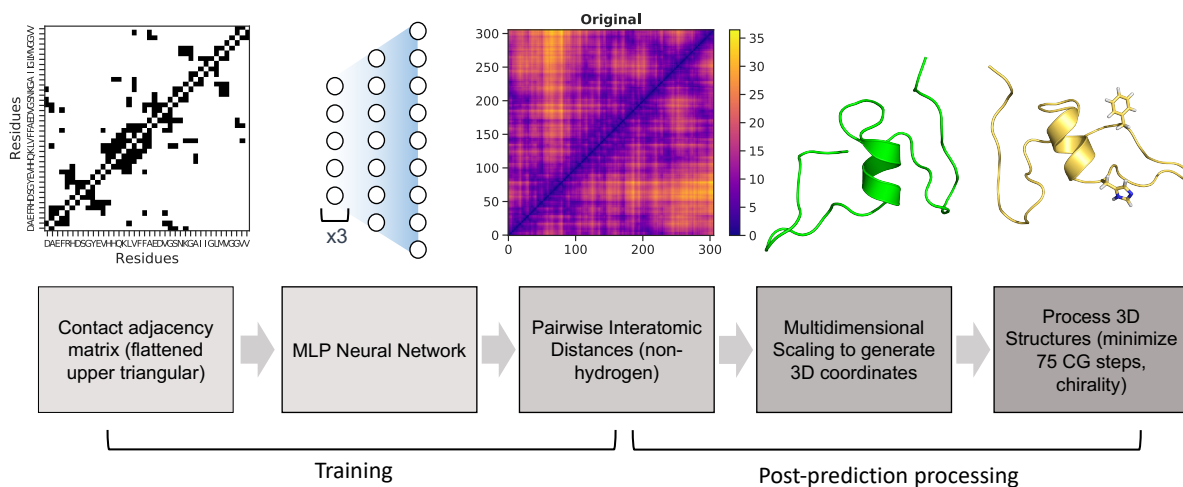 Residues
DAEFRHDSGYEVHHQKLVFFAEDVGSNKGAIIGLMVGGVV
DAEFRHDSGYEVHHQKLVFFAEDVGSNKGAIIGLMVGGVV
Residues
x3
Original
300
250
200
150
100
50
0
0
100
200
300
35
30
25
20
15
10
5
0
Contact adjacency
matrix (flattened
upper triangular)
MLP Neural Network
Pairwise Interatomic
Distances (non-
hydrogen)
Multidimensional
Scaling to generate
3D coordinates
Process 3D
Structures (minimize
75 CG steps,
chirality)
Training
Post-prediction processing